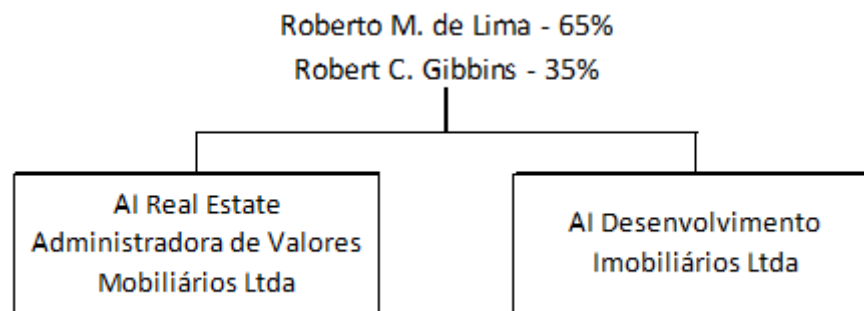 Roberto M. de Lima - 65%
Robert C. Gibbins - 35%
AI Real Estate
Administradora de Valores
Mobiliários Ltda
AI Desenvolvimento
Imobiliários Ltda